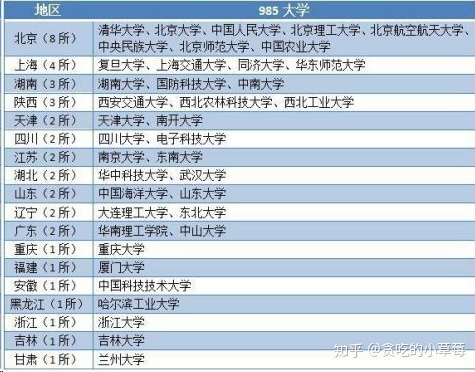 地区 985 大学
北京（8 所） 清华大学、北京大学、中国人民大学、北京理工大学、北京航空航天大学、
中央民族大学、北京师范大学、中国农业大学
上海（4 所） 复旦大学、上海交通大学、同济大学、华东师范大学
湖南（3 所） 湖南大学、国防科技大学、中南大学
陕西（3 所） 西安交通大学、西北农林科技大学、西北工业大学
天津（2 所） 天津大学、南开大学
四川（2 所） 四川大学、电子科技大学
江苏（2 所） 南京大学、东南大学
湖北（2 所） 华中科技大学、武汉大学
山东（2 所） 中国海洋大学、山东大学
辽宁（2 所） 大连理工大学、东北大学
广东（2 所） 华南理工学院、中山大学
重庆（1 所） 重庆大学
福建（1 所） 厦门大学
安徽（1 所） 中国科技技术大学
黑龙江（1 所） 哈尔滨工业大学
浙江（1 所） 浙江大学
吉林（1 所） 吉林大学
甘肃（1 所） 兰州大学
知乎 @贪吃的小草莓